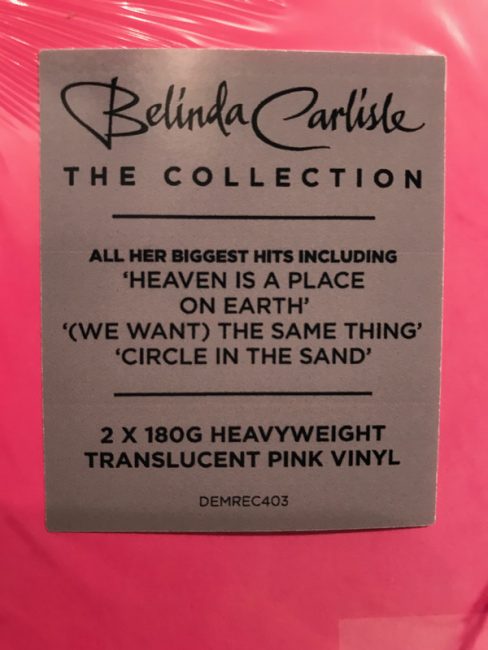 Belinda Carlisle
THE COLLECTION
ALL HER BIGGEST HITS INCLUDING
‘HEAVEN IS A PLACE
ON EARTH’
‘(WE WANT) THE SAME THING’
‘CIRCLE IN THE SAND’
2 X 180G HEAVYWEIGHT
TRANSLUCENT PINK VINYL
DEMREC403